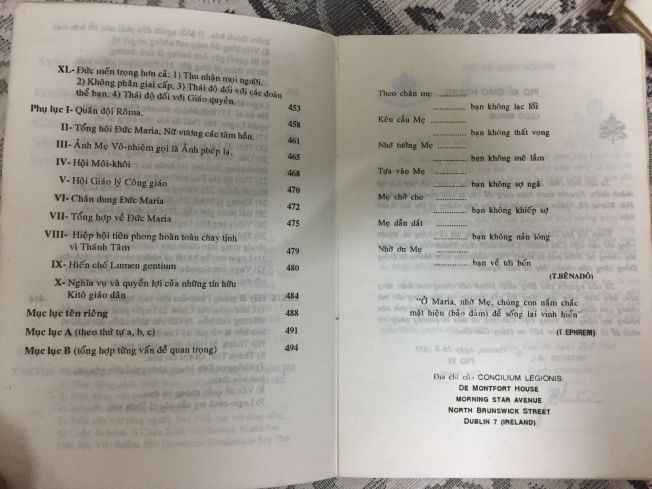 XL- Đức mến trọng hơn cả: 1) Thu nhận mọi người.
2) Không phân giai cấp. 3) Thái độ đối với các đoàn
thể bạn. 4) Thái độ đối với Giáo quyền. 453
Phụ lục I- Quân đội Rôma. 458
II- Tổng hội Đức Maria, Nữ vương các tâm hồn. 461
III- Ảnh Mẹ Vô-nhiễm gọi là Ảnh phép lạ. 465
IV- Hội Môi-khôi 468
V- Hội Giáo lý Công giáo 470
VI- Chân dung Đức Maria 472
VII- Tổng hợp về Đức Maria 475
VIII- Hiệp hội tiên phong hoàn toàn chay tịnh
vì Thánh Tâm 479
IX- Hiến chế Lumen gentium 480
X- Nghĩa vụ và quyền lợi của những tín hữu
Kitô giáo dân 484
Mục lục tên riêng 488
Mục lục A (theo thứ tự a, b, c) 491
Mục lục B (tổng hợp từng vấn đề quan trọng) 494
Theo chân mẹ ..............
.............. bạn không lạc lối
Kêu cầu Mẹ ..............
.............. bạn không thất vọng
Nhớ tưởng Mẹ ..............
.............. bạn không mê lầm
Tựa vào Mẹ ..............
.............. bạn không sợ ngã
Mẹ chở che ..............
.............. bạn không khiếp sợ
Mẹ dẫn dắt ..............
.............. bạn không nản lòng
Nhờ ơn Mẹ ..............
.............. bạn về tới bến
(T.BÊNAĐÔ)
"Ở Maria, nhờ Mẹ, chúng con nắm chắc
mật hiệu (bảo đảm) để sống lại vinh hiển"
(T.EPHREM)
Địa chỉ của CONCILIUM LEGIONIS:
DE MONTFORT HOUSE
MORNING STAR AVENUE
NORTH BRUNSWICK STREET
DUBLIN 7 (IRELAND)